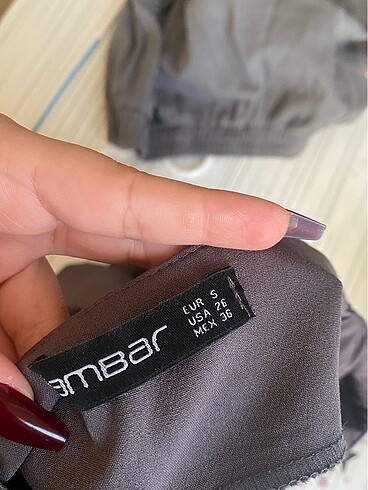 amBar
EUR S
USA 26
MEX 36